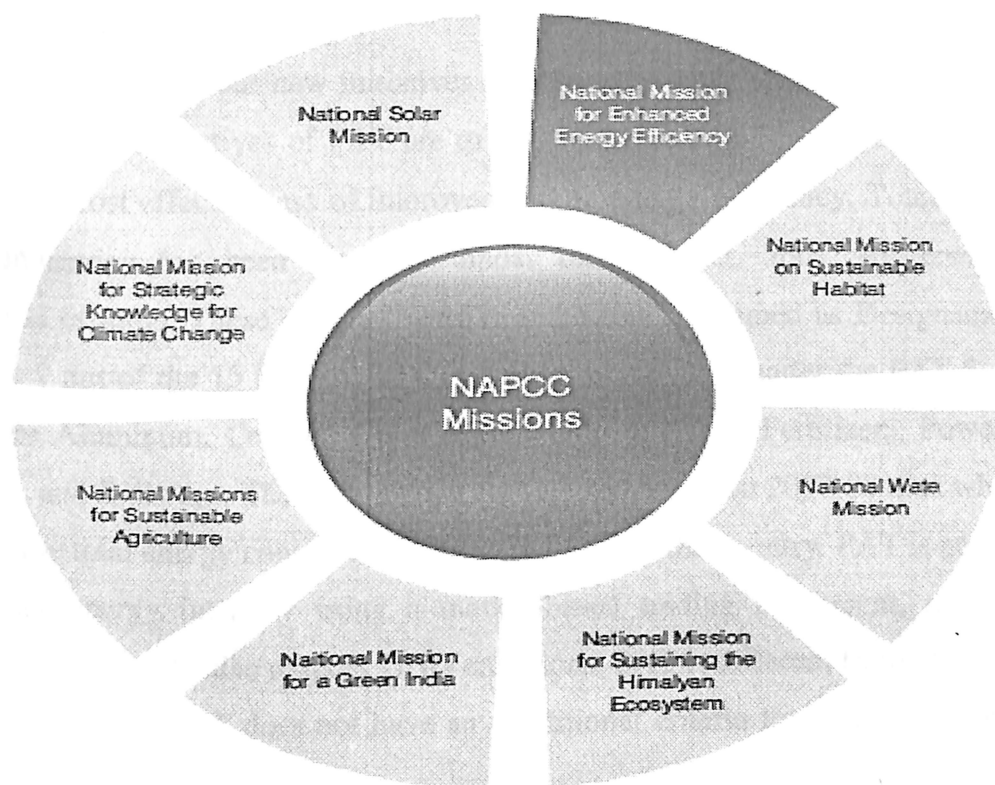 National Solar
Mission
National Mission
for Enhanced
Energy Efficiency
National Mission
on Sustainable
Habitat
National Wate
Mission
National Mission
for Sustaining the
Himalyan
Ecosystem
Naitional Mission
for a Green India
National Missions
for Sustainable
Agriculture
National Mission
for Strategic
Knowledge for
Climate Change
NAPCC
Missions